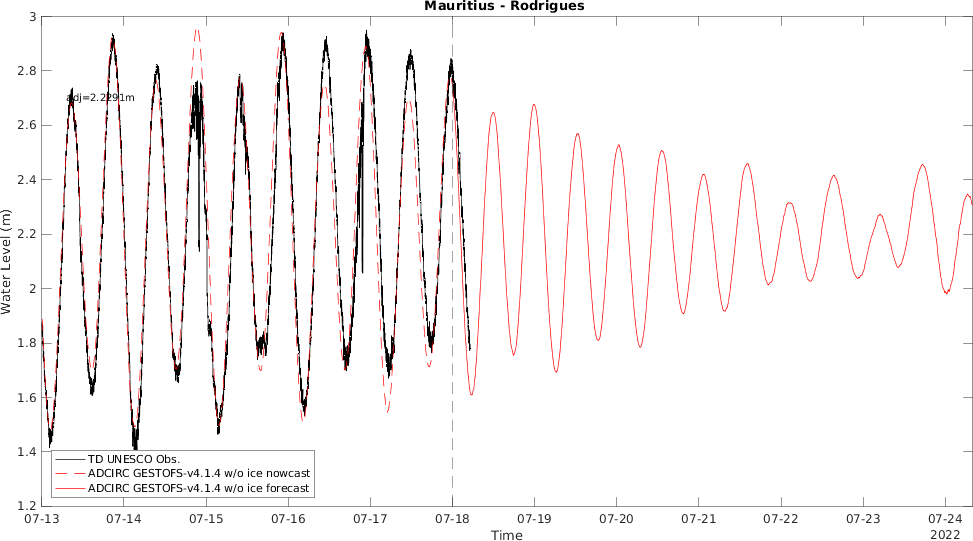 Mauritius - Rodrigues
3
2.8
adj=2.2291m
2.6
2.4
2.2
2
1.8
1.6
1.4
1.2
Water Level (m)
TD UNESCO Obs.
ADCIRC GESTOFS-v4.1.4 w/o ice nowcast
ADCIRC GESTOFS-v4.1.4 w/o ice forecast
07-13 07-14 07-15 07-16 07-17 07-18 07-19 07-20 07-21 07-22 07-23 07-24
Time
2022